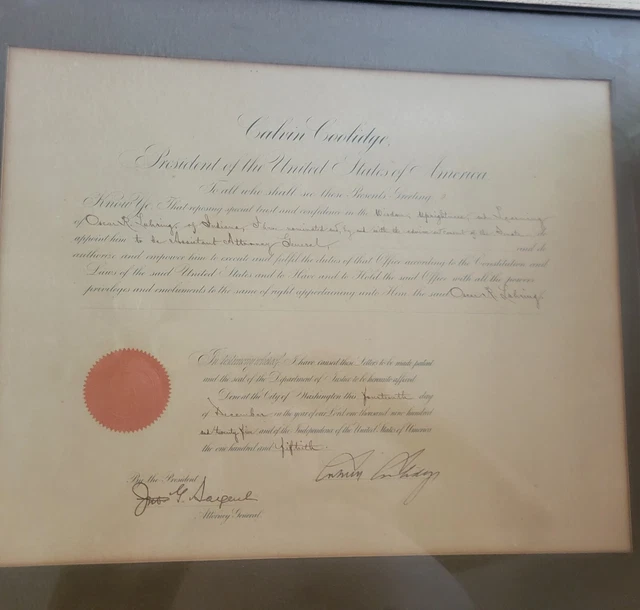 Calvin Coolidge,
President of the United States of America
To all who shall see these Presents Greeting:
Know Ye That reposing special trust and confidence in the Wisdom, Uprightness, and Learning
of of Indiana, I have nominated and, by and with the advice and consent of the Senate, do
appoint him to be Assistant Attorney General, and do
authorize and empower him to execute and fulfil the duties of that Office according to the Constitution and
Laws of the said United States and to Have and to Hold the said Office with all the powers
privileges and emoluments to the same of right appertaining unto Him the said
In testimony whereof I have caused these Letters to be made patent
and the seal of the Department of Justice to be hereunto affixed.
Done at the City of Washington this fourteenth day
of December in the year of our Lord one thousand nine hundred
and twenty five and of the Independence of the United States of America
the one hundred and fiftieth.
By the President
Calvin Coolidge
Jno G. Sargent
Attorney General.